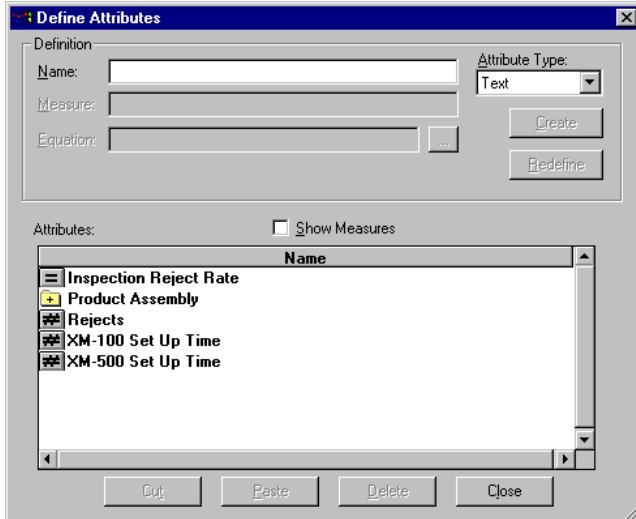 Define Attributes
Definition
Name:
Attribute Type:
Text
Measure:
Create
Equation:
...
Redefine
Attributes:
Show Measures
Name
Inspection Reject Rate
Product Assembly
Rejects
XM-100 Set Up Time
XM-500 Set Up Time
Cut Paste Delete Close